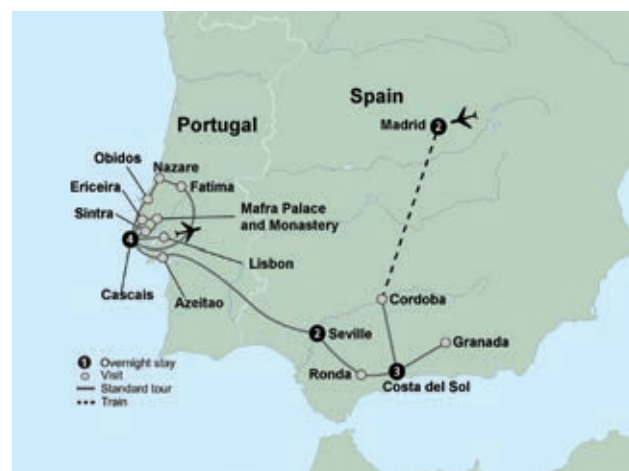 Spain
Madrid
2
Portugal
Obidos
Nazare
Ericeira
Fatima
Sintra
Mafra Palace
and Monastery
4
Lisbon
Cascais
Azeitao
Cordoba
2
Seville
Granada
Ronda
3
Costa del Sol
1 Overnight stay
Visit
Standard tour
Train